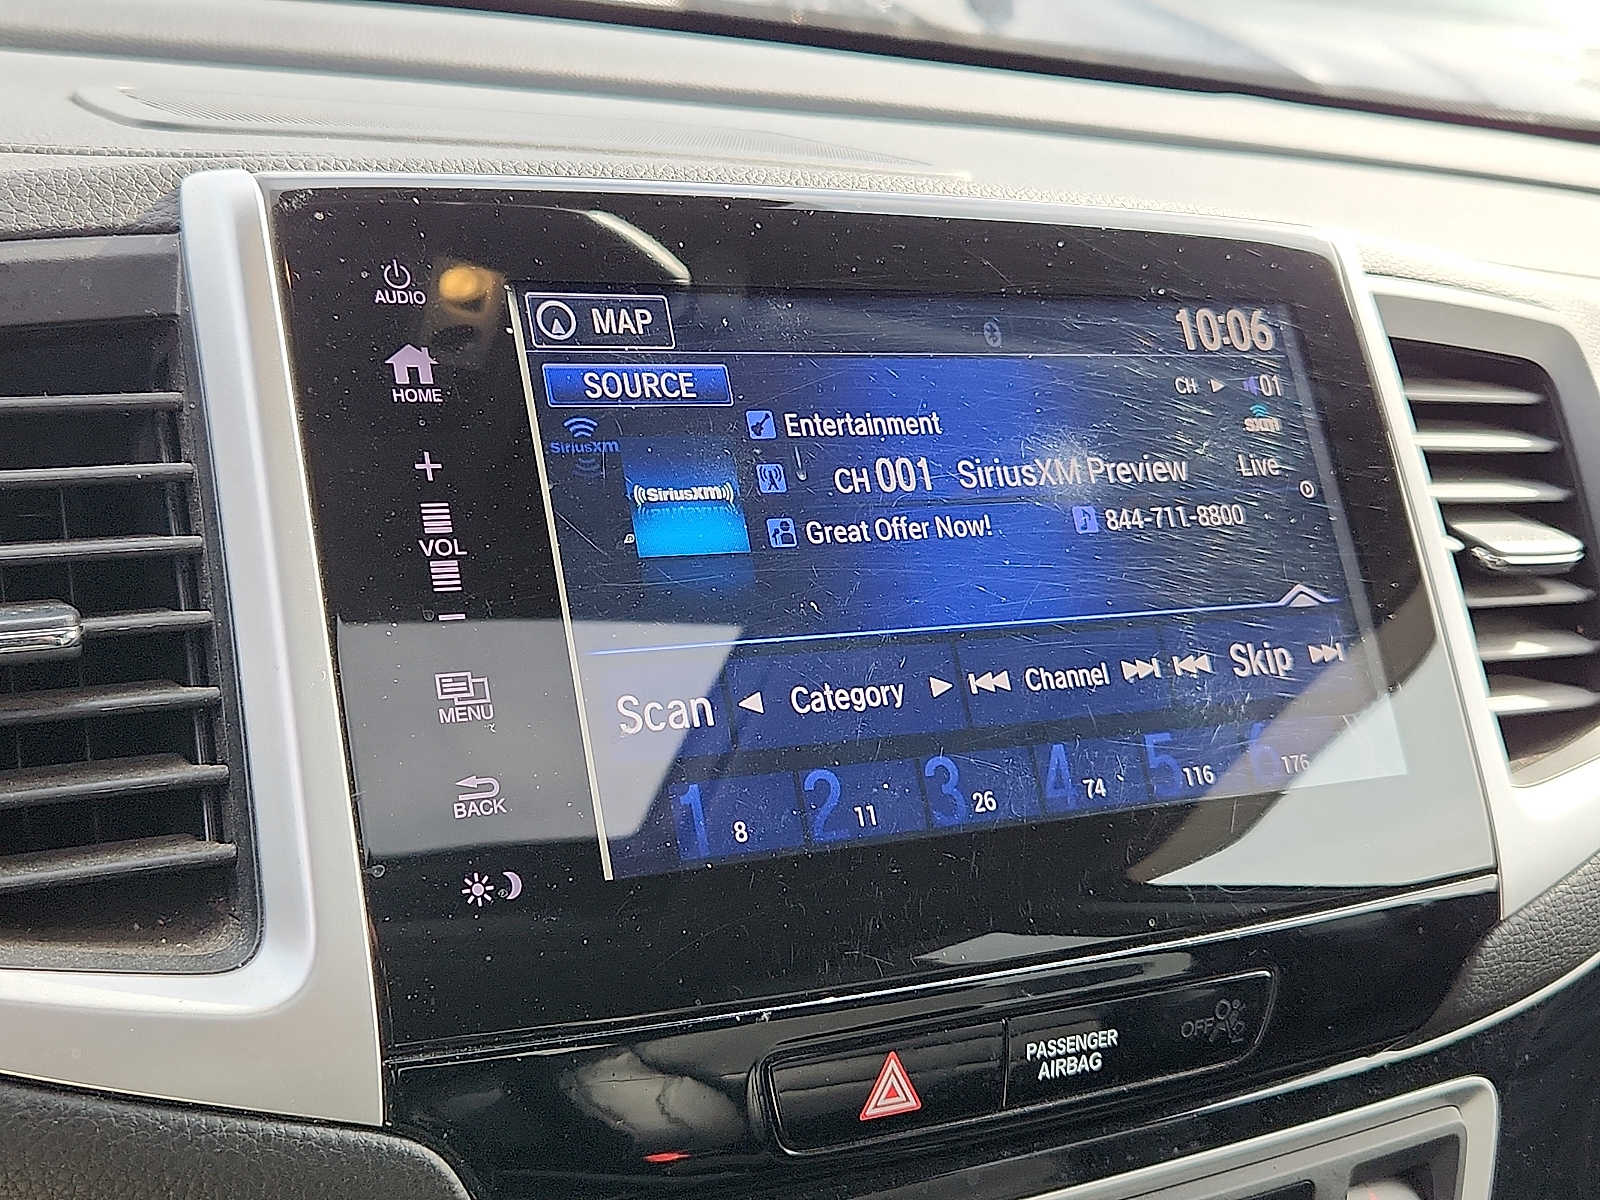 AUDIO
HOME
+
VOL
-
MENU
BACK
MAP
10:06
SOURCE
CH 01
SiriusXM
sxm
Entertainment
((SiriusXM))
CH 001 SiriusXM Preview
Live
Great Offer Now!
844-711-8800
Scan
Category
Channel
Skip
1 8
2 11
3 26
4 74
5 116
6 176
PASSENGER
AIRBAG
OFF